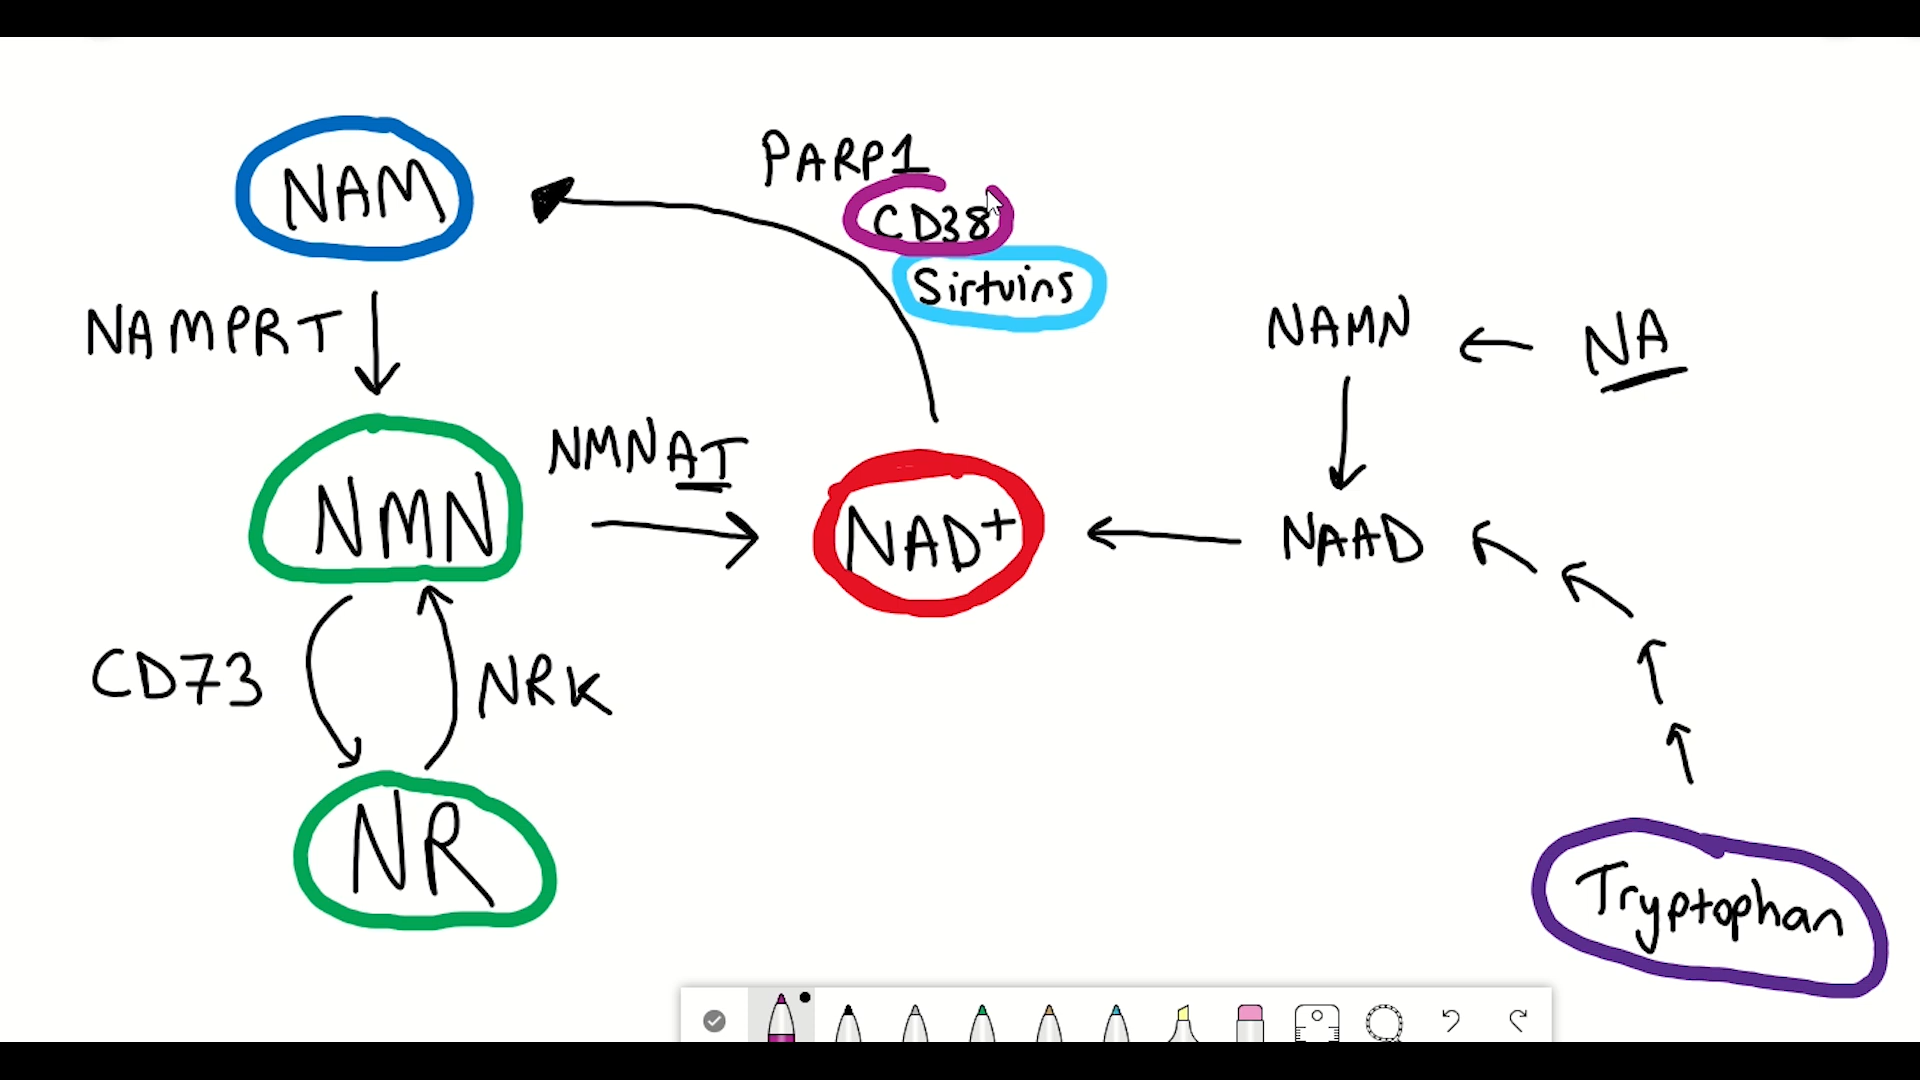 NAM
PARP1
CD38
Sirtuins
NAMPRT
NAMN
NA
NMNAT
NMN
NAD+
NAAD
CD73
NRK
NR
Tryptophan